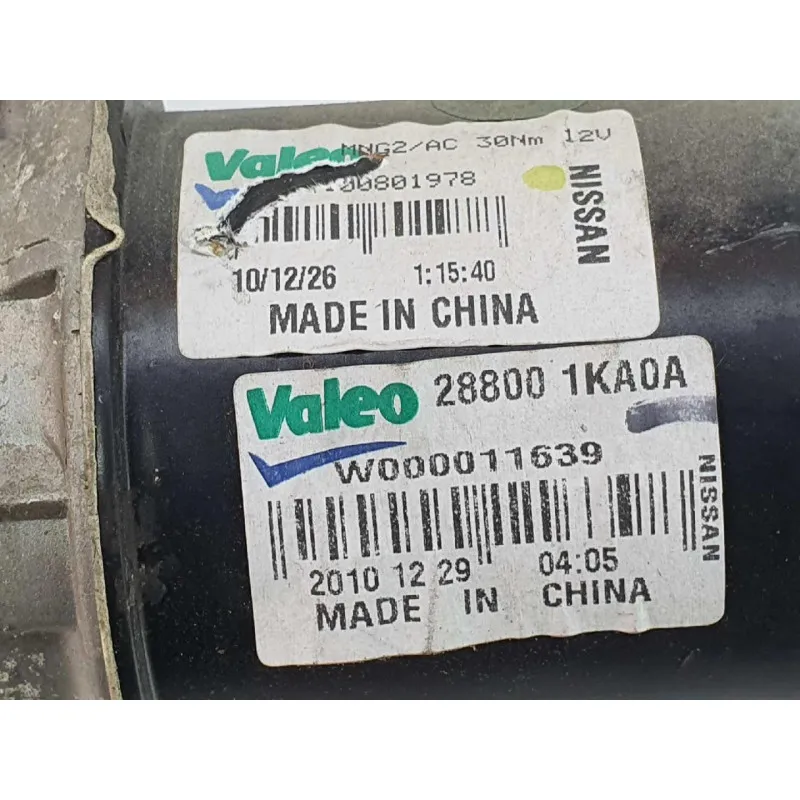 Valeo MNG2/AC 30Nm 12V
00801978
NISSAN
10/12/26 1:15:40
MADE IN CHINA
Valeo 28800 1KA0A
W000011639
NISSAN
2010 12 29 04:05
MADE IN CHINA